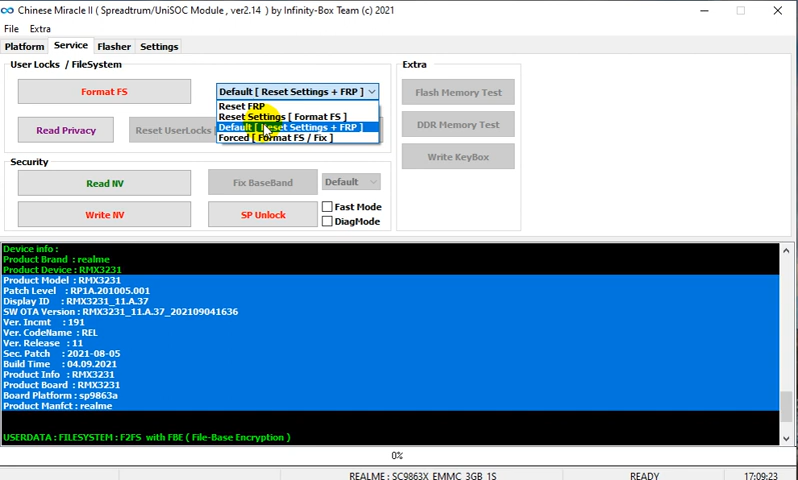 Chinese Miracle II ( Spreadtrum/UniSOC Module , ver2.14 ) by Infinity-Box Team (c) 2021
File Extra
Platform Service Flasher Settings
User Locks / FileSystem
Format FS
Default [ Reset Settings + FRP ]
Reset FRP
Reset Settings [ Format FS ]
Default [ Reset Settings + FRP ]
Forced [ Format FS / Fix ]
Read Privacy
Reset UserLocks
Security
Read NV
Fix BaseBand
Default
Write NV
SP Unlock
Fast Mode
DiagMode
Extra
Flash Memory Test
DDR Memory Test
Write KeyBox
Device info :
Product Brand : realme
Product Device : RMX3231
Product Model : RMX3231
Patch Level : RP1A.201005.001
Display ID : RMX3231_11.A.37
SW OTA Version : RMX3231_11.A.37_202109041636
Ver. Incmt : 191
Ver. CodeName : REL
Ver. Release : 11
Sec. Patch : 2021-08-05
Build Time : 04.09.2021
Product Info : RMX3231
Product Board : RMX3231
Board Platform : sp9863a
Product Manfct : realme
USERDATA : FILESYSTEM : F2FS with FBE ( File-Base Encryption )
0%
REALME : SC9863X_EMMC_3GB_1S READY 17:09:23